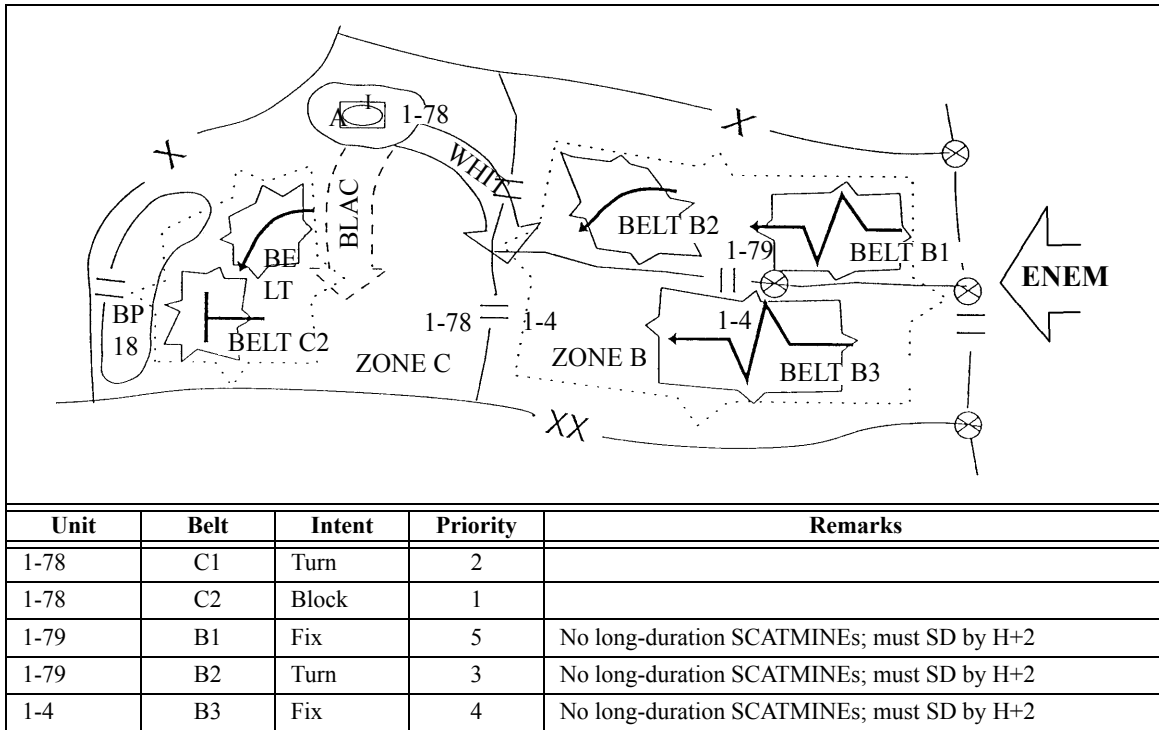 X
I
A
1-78
X
WHIT
BLAC
BELT B2
1-79
BELT B1
BE
LT
ENEM
BP
18
BELT C2
1-78
1-4
1-4
ZONE C
ZONE B
BELT B3
XX
Unit Belt Intent Priority Remarks
1-78 C1 Turn 2
1-78 C2 Block 1
1-79 B1 Fix 5 No long-duration SCATMINEs; must SD by H+2
1-79 B2 Turn 3 No long-duration SCATMINEs; must SD by H+2
1-4 B3 Fix 4 No long-duration SCATMINEs; must SD by H+2